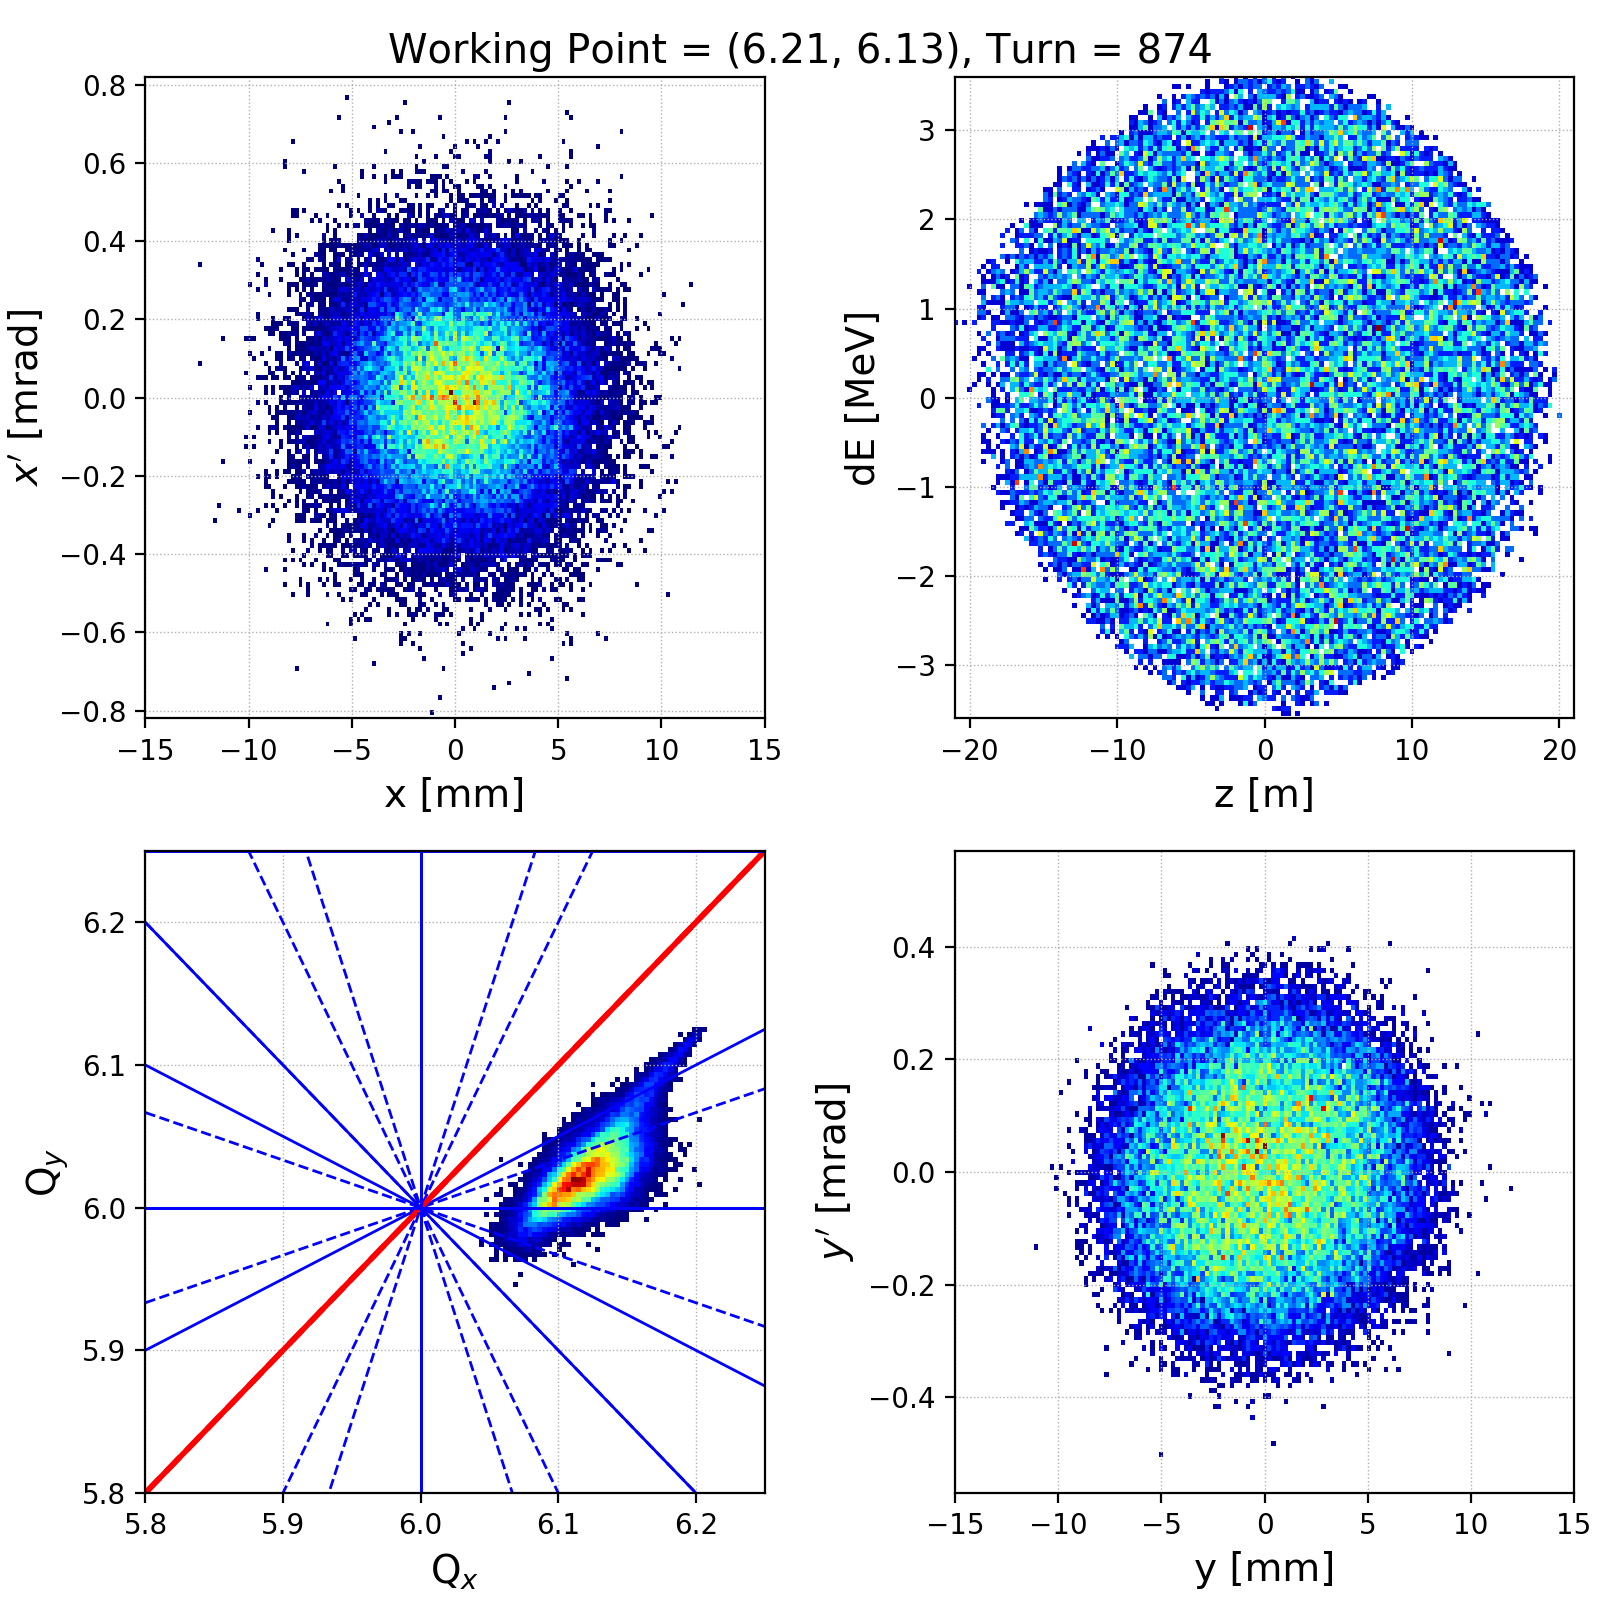 Working Point = (6.21, 6.13), Turn = 874
0.8
0.6
0.4
0.2
0.0
−0.2
−0.4
−0.6
−0.8
x′ [mrad]
−15 −10 −5 0 5 10 15
x [mm]
3
2
1
0
−1
−2
−3
dE [MeV]
−20 −10 0 10 20
z [m]
6.2
6.1
6.0
5.9
5.8
Qy
5.8 5.9 6.0 6.1 6.2
Qx
0.4
0.2
0.0
−0.2
−0.4
y′ [mrad]
−15 −10 −5 0 5 10 15
y [mm]